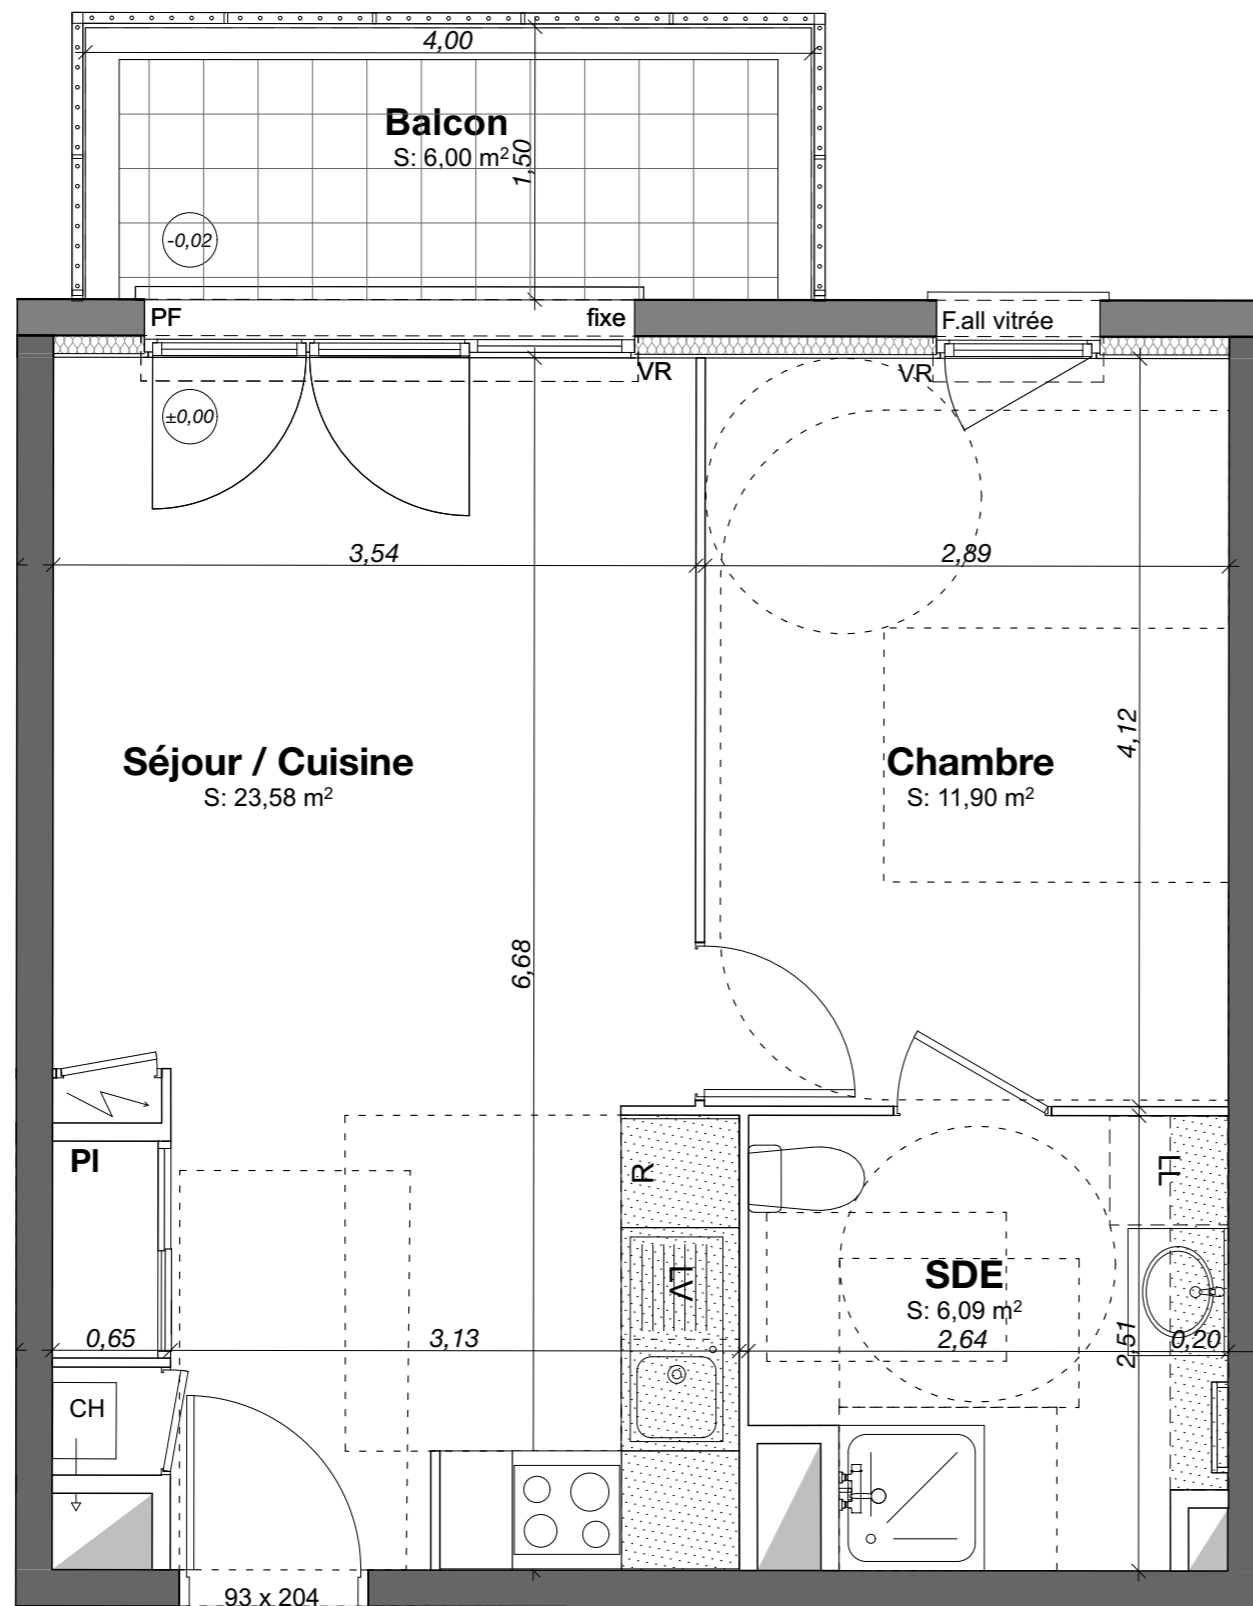 4,00
Balcon
S: 6,00 m²
1,50
-0,02
PF
fixe
F.all vitrée
VR
VR
±0,00
3,54
2,89
4,12
Séjour / Cuisine
S: 23,58 m²
Chambre
S: 11,90 m²
6,68
PI
R
LL
LV
SDE
S: 6,09 m²
0,65
3,13
2,64
2,51
0,20
CH
93 x 204